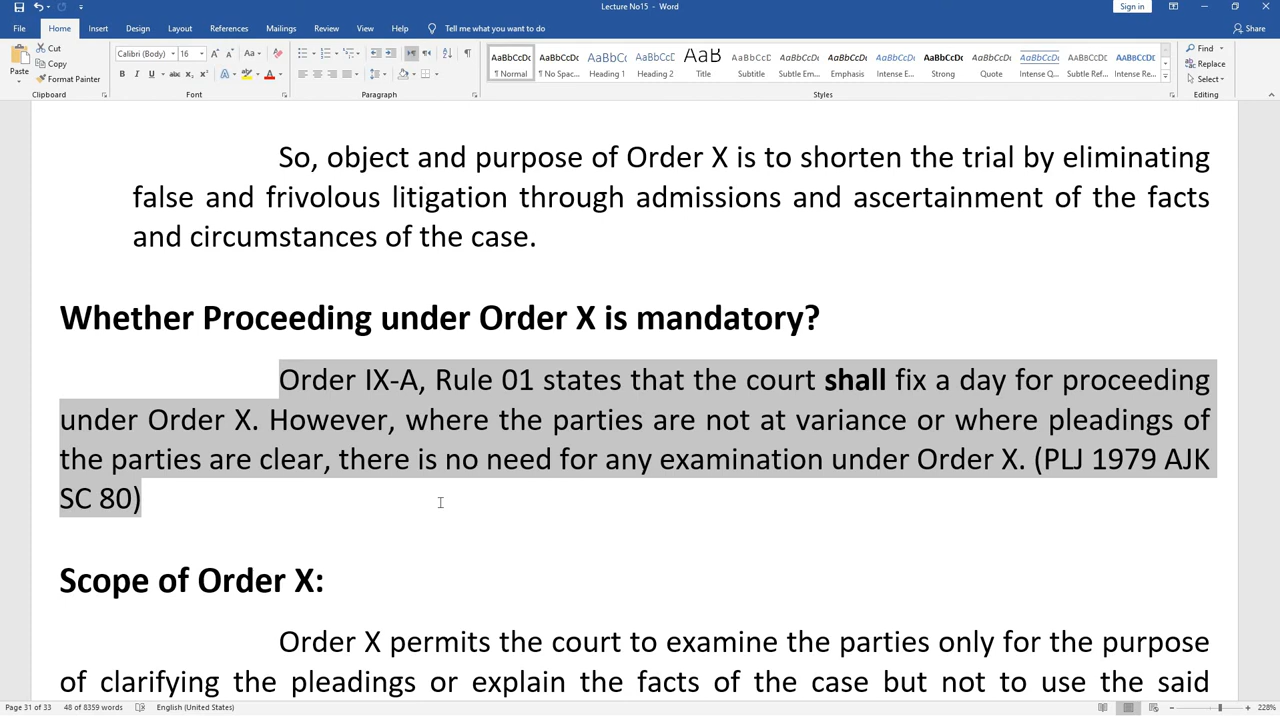 Lecture No15 - Word
Sign in
File Home Insert Design Layout References Mailings Review View Help Tell me what you want to do
Share
Paste
Cut
Copy
Format Painter
Clipboard
Calibri (Body) 16
Font
Paragraph
AaBbCcDc AaBbCcDc AaBbCcI AaBbCcD AaB AaBbCcD AaBbCcDc AaBbCcDc AaBbCcDc AaBbCcDc AaBbCcDc AaBbCcDc AaBbCcDc AaBbCcDc
¶ Normal ¶ No Spac... Heading 1 Heading 2 Title Subtitle Subtle Em... Emphasis Intense E... Strong Quote Intense Q... Subtle Ref... Intense Re...
Styles
Find
Replace
Select
Editing
So, object and purpose of Order X is to shorten the trial by eliminating
false and frivolous litigation through admissions and ascertainment of the facts
and circumstances of the case.
Whether Proceeding under Order X is mandatory?
Order IX-A, Rule 01 states that the court shall fix a day for proceeding
under Order X. However, where the parties are not at variance or where pleadings of
the parties are clear, there is no need for any examination under Order X. (PLJ 1979 AJK
SC 80)
Scope of Order X:
Order X permits the court to examine the parties only for the purpose
of clarifying the pleadings or explain the facts of the case but not to use the said
Page 31 of 33 48 of 8359 words English (United States) 228%